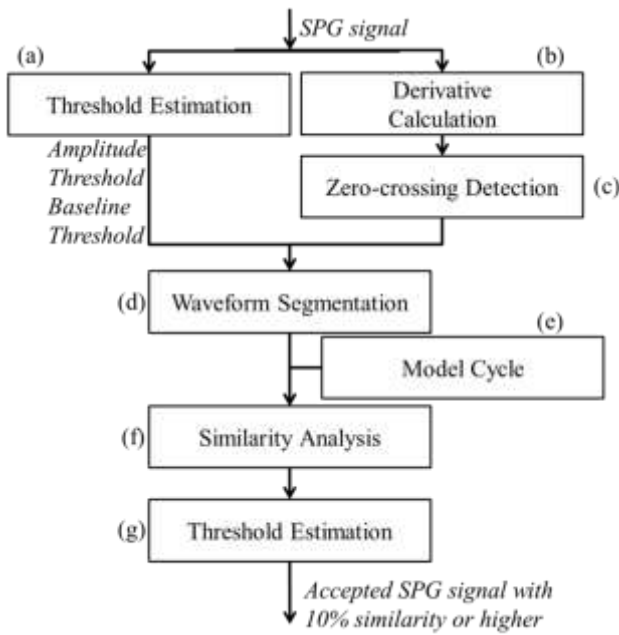 SPG signal
(a)
(b)
Threshold Estimation
Derivative
Calculation
Amplitude
Threshold
Baseline
Threshold
Zero-crossing Detection
(c)
(d)
Waveform Segmentation
(e)
Model Cycle
(f)
Similarity Analysis
(g)
Threshold Estimation
Accepted SPG signal with
10% similarity or higher